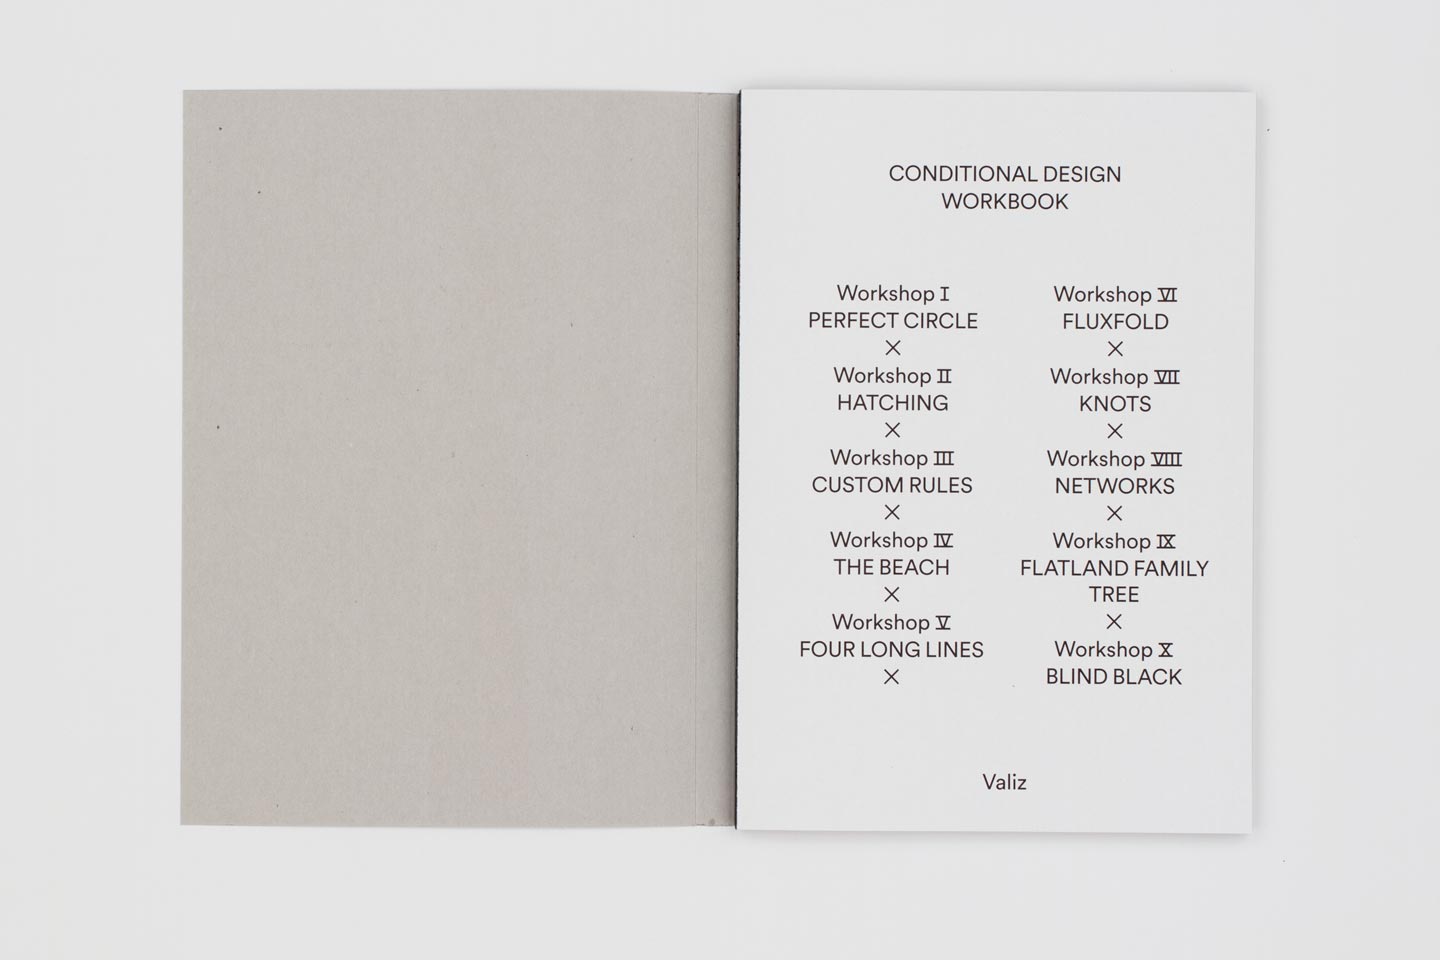 CONDITIONAL DESIGN
WORKBOOK
Workshop I
PERFECT CIRCLE
×
Workshop II
HATCHING
×
Workshop III
CUSTOM RULES
×
Workshop IV
THE BEACH
×
Workshop V
FOUR LONG LINES
×
Workshop VI
FLUXFOLD
×
Workshop VII
KNOTS
×
Workshop VIII
NETWORKS
×
Workshop IX
FLATLAND FAMILY
TREE
×
Workshop X
BLIND BLACK
Valiz